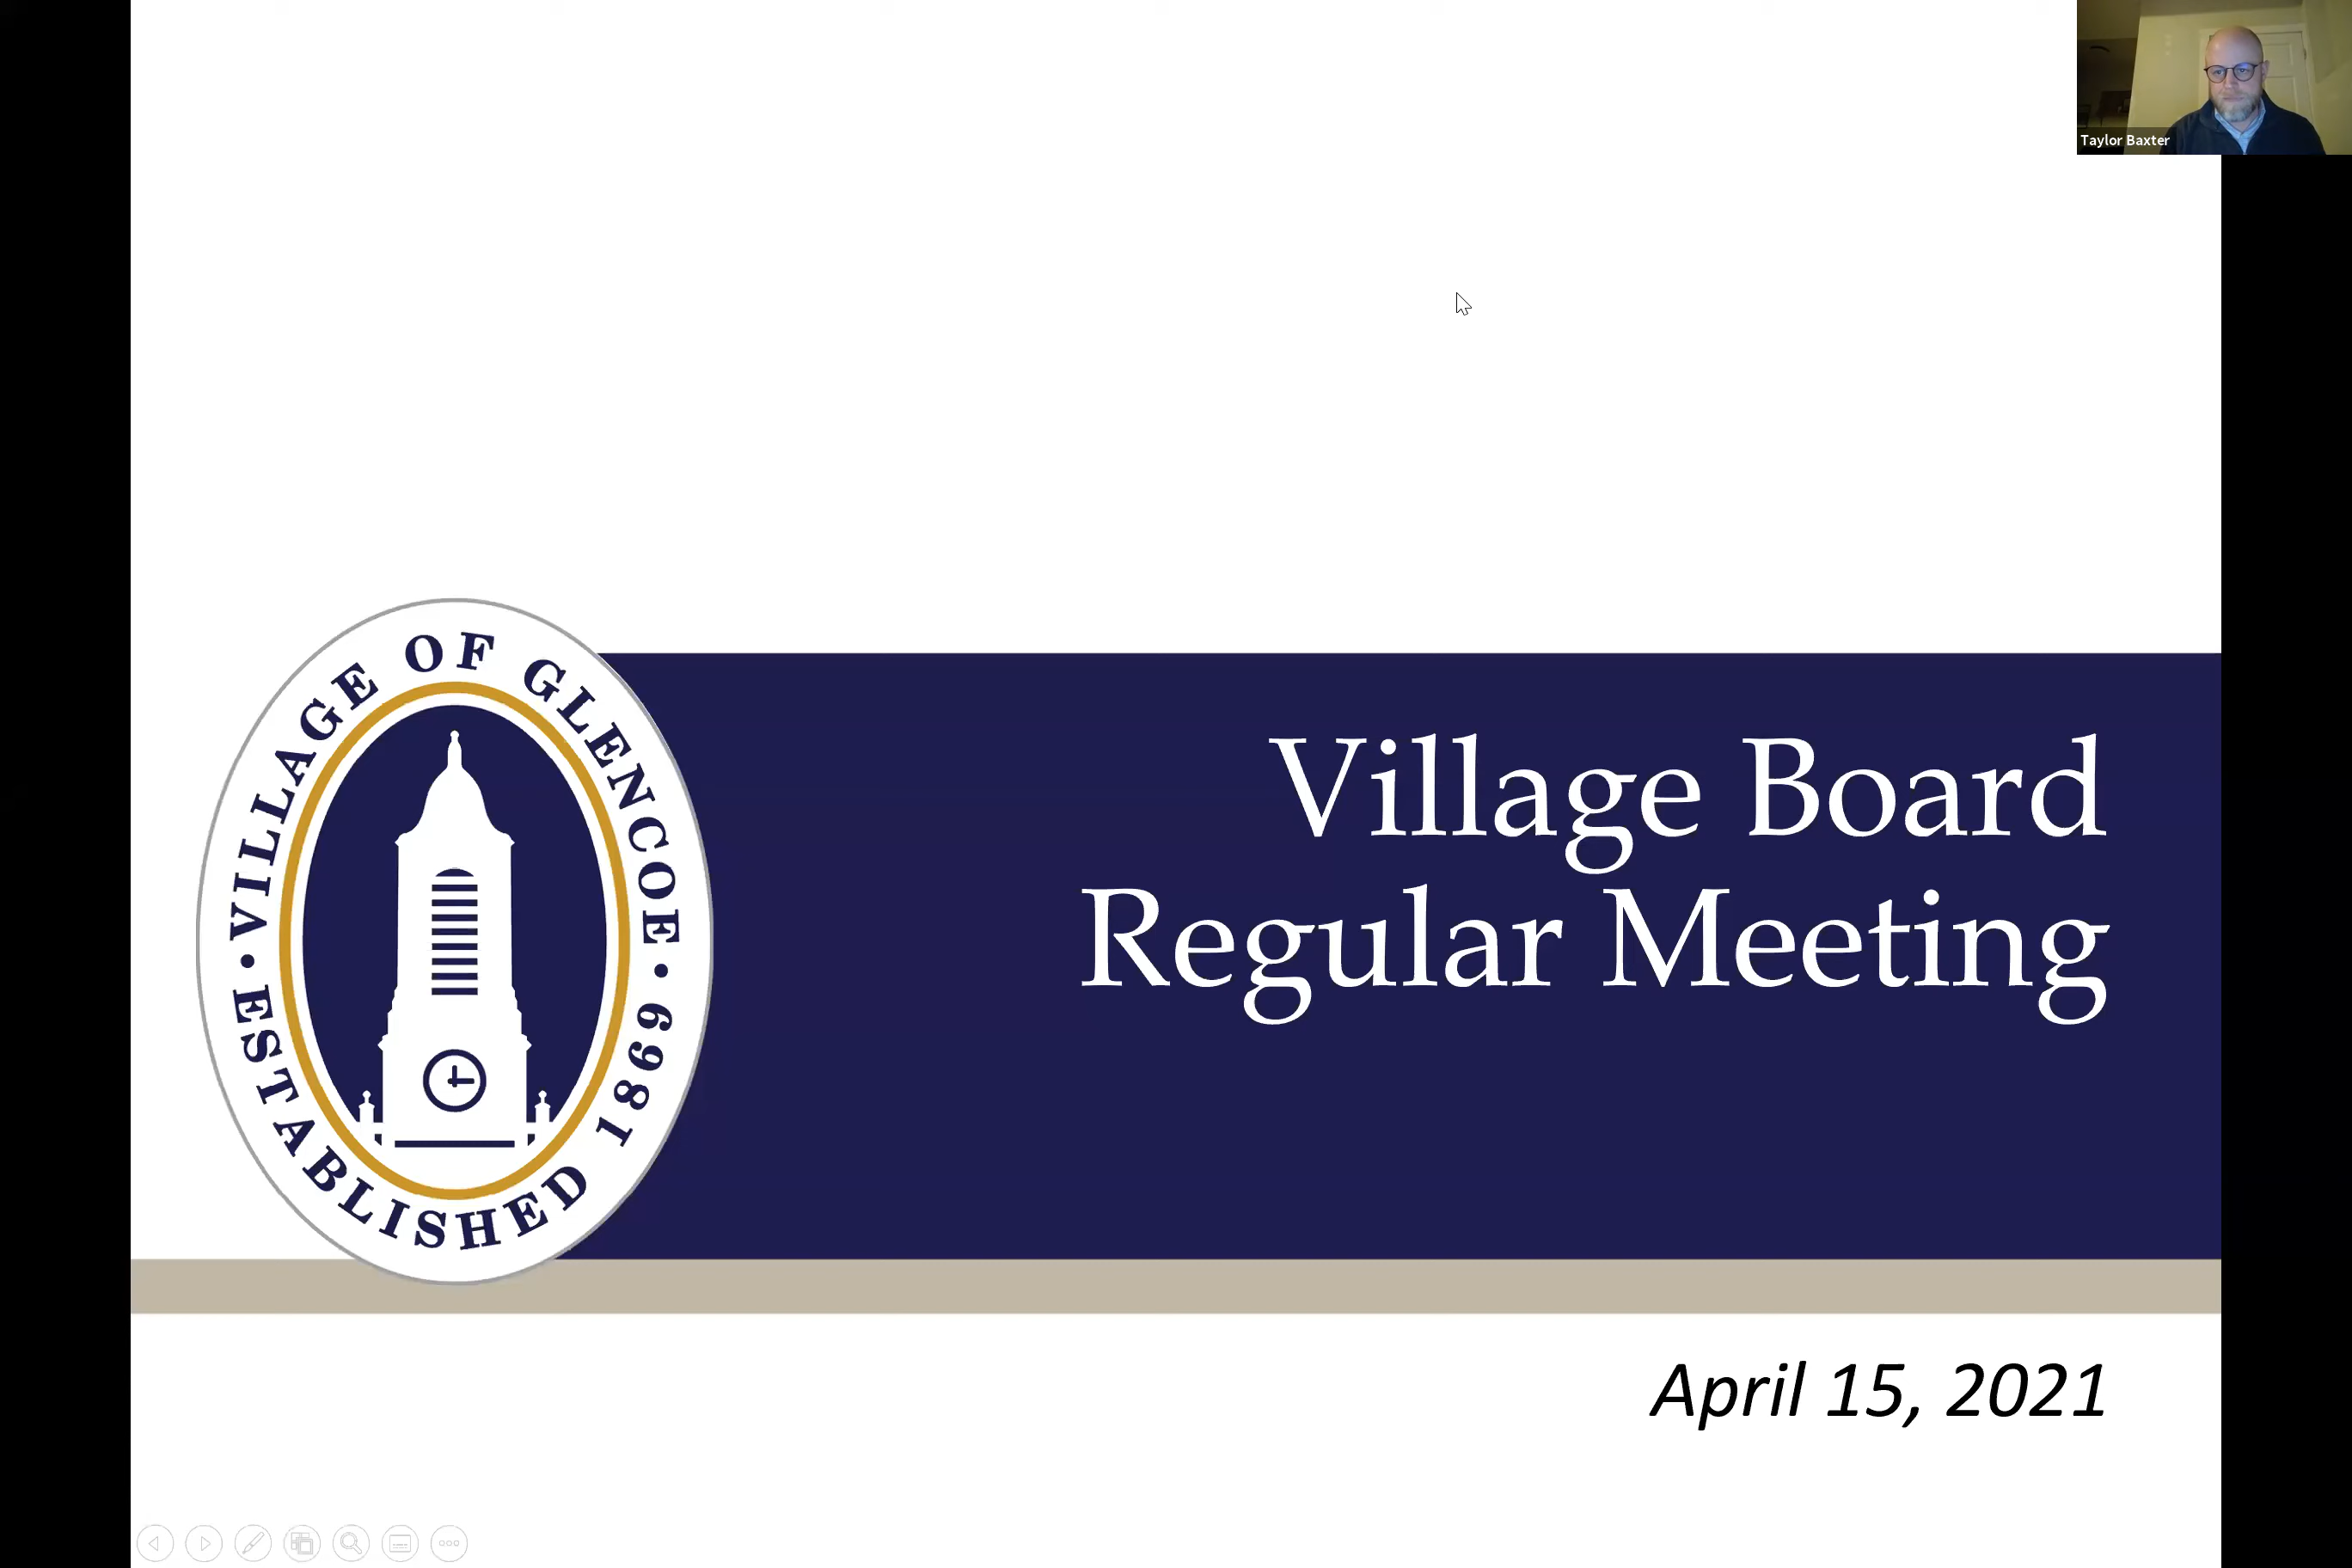 Taylor Baxter
VILLAGE OF GLENCOE
ESTABLISHED 1869
Village Board
Regular Meeting
April 15, 2021